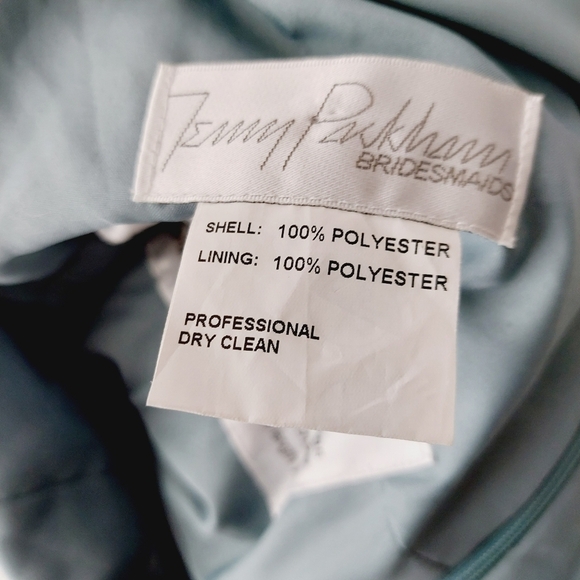 Jenny Packham
BRIDESMAIDS
SHELL: 100% POLYESTER
LINING: 100% POLYESTER
PROFESSIONAL
DRY CLEAN